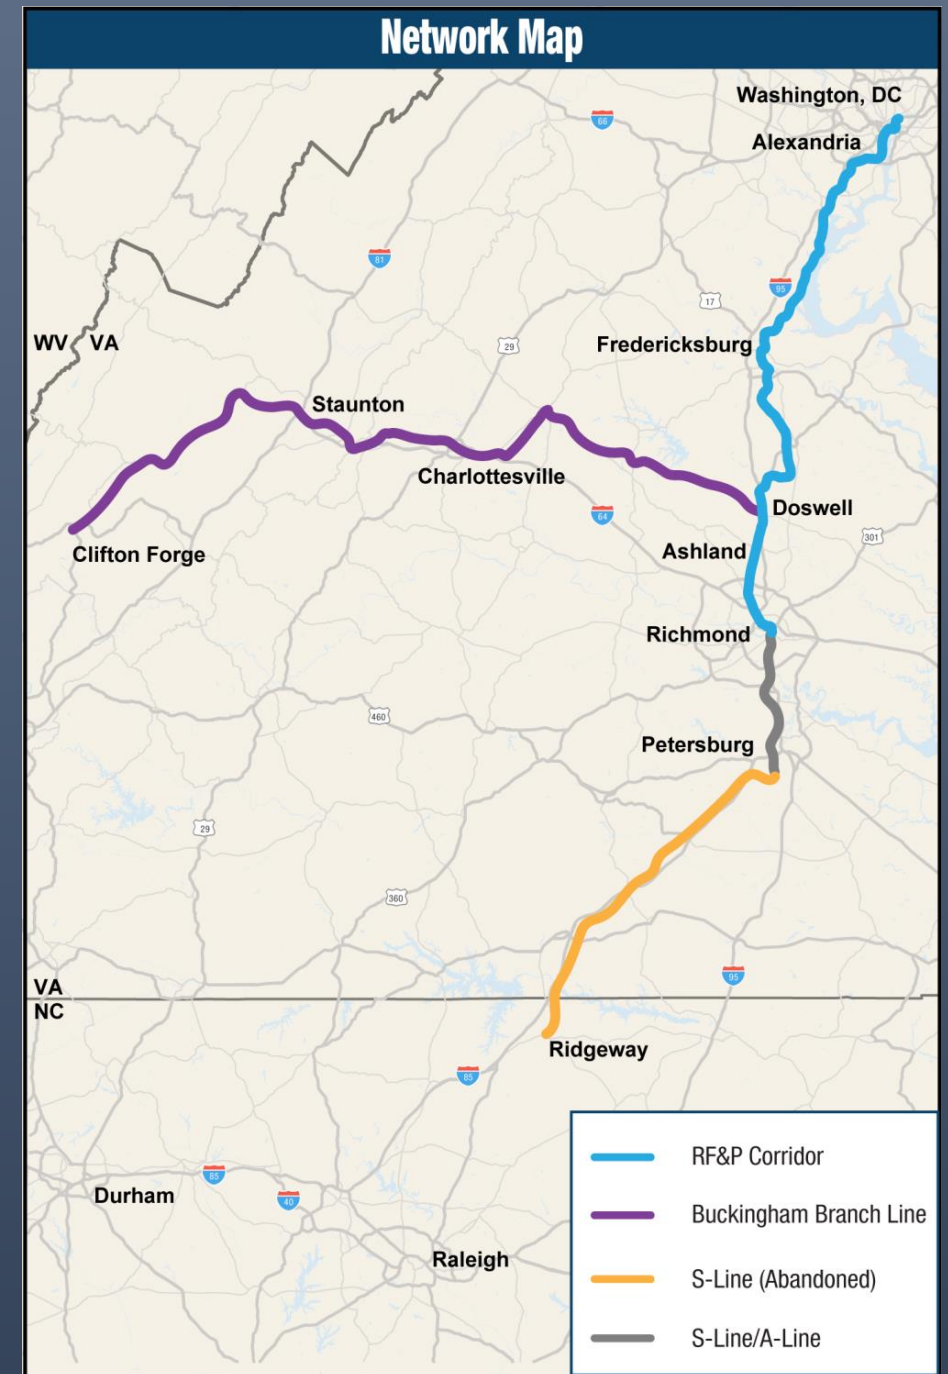 Network Map
Washington, DC
66
Alexandria
81
95
17
WV
VA
Fredericksburg
29
Staunton
Charlottesville
64
Doswell
301
Ashland
Clifton Forge
Richmond
460
Petersburg
29
360
95
VA
NC
Ridgeway
85
Durham
85
40
Raleigh
RF&P Corridor
Buckingham Branch Line
S-Line (Abandoned)
S-Line/A-Line